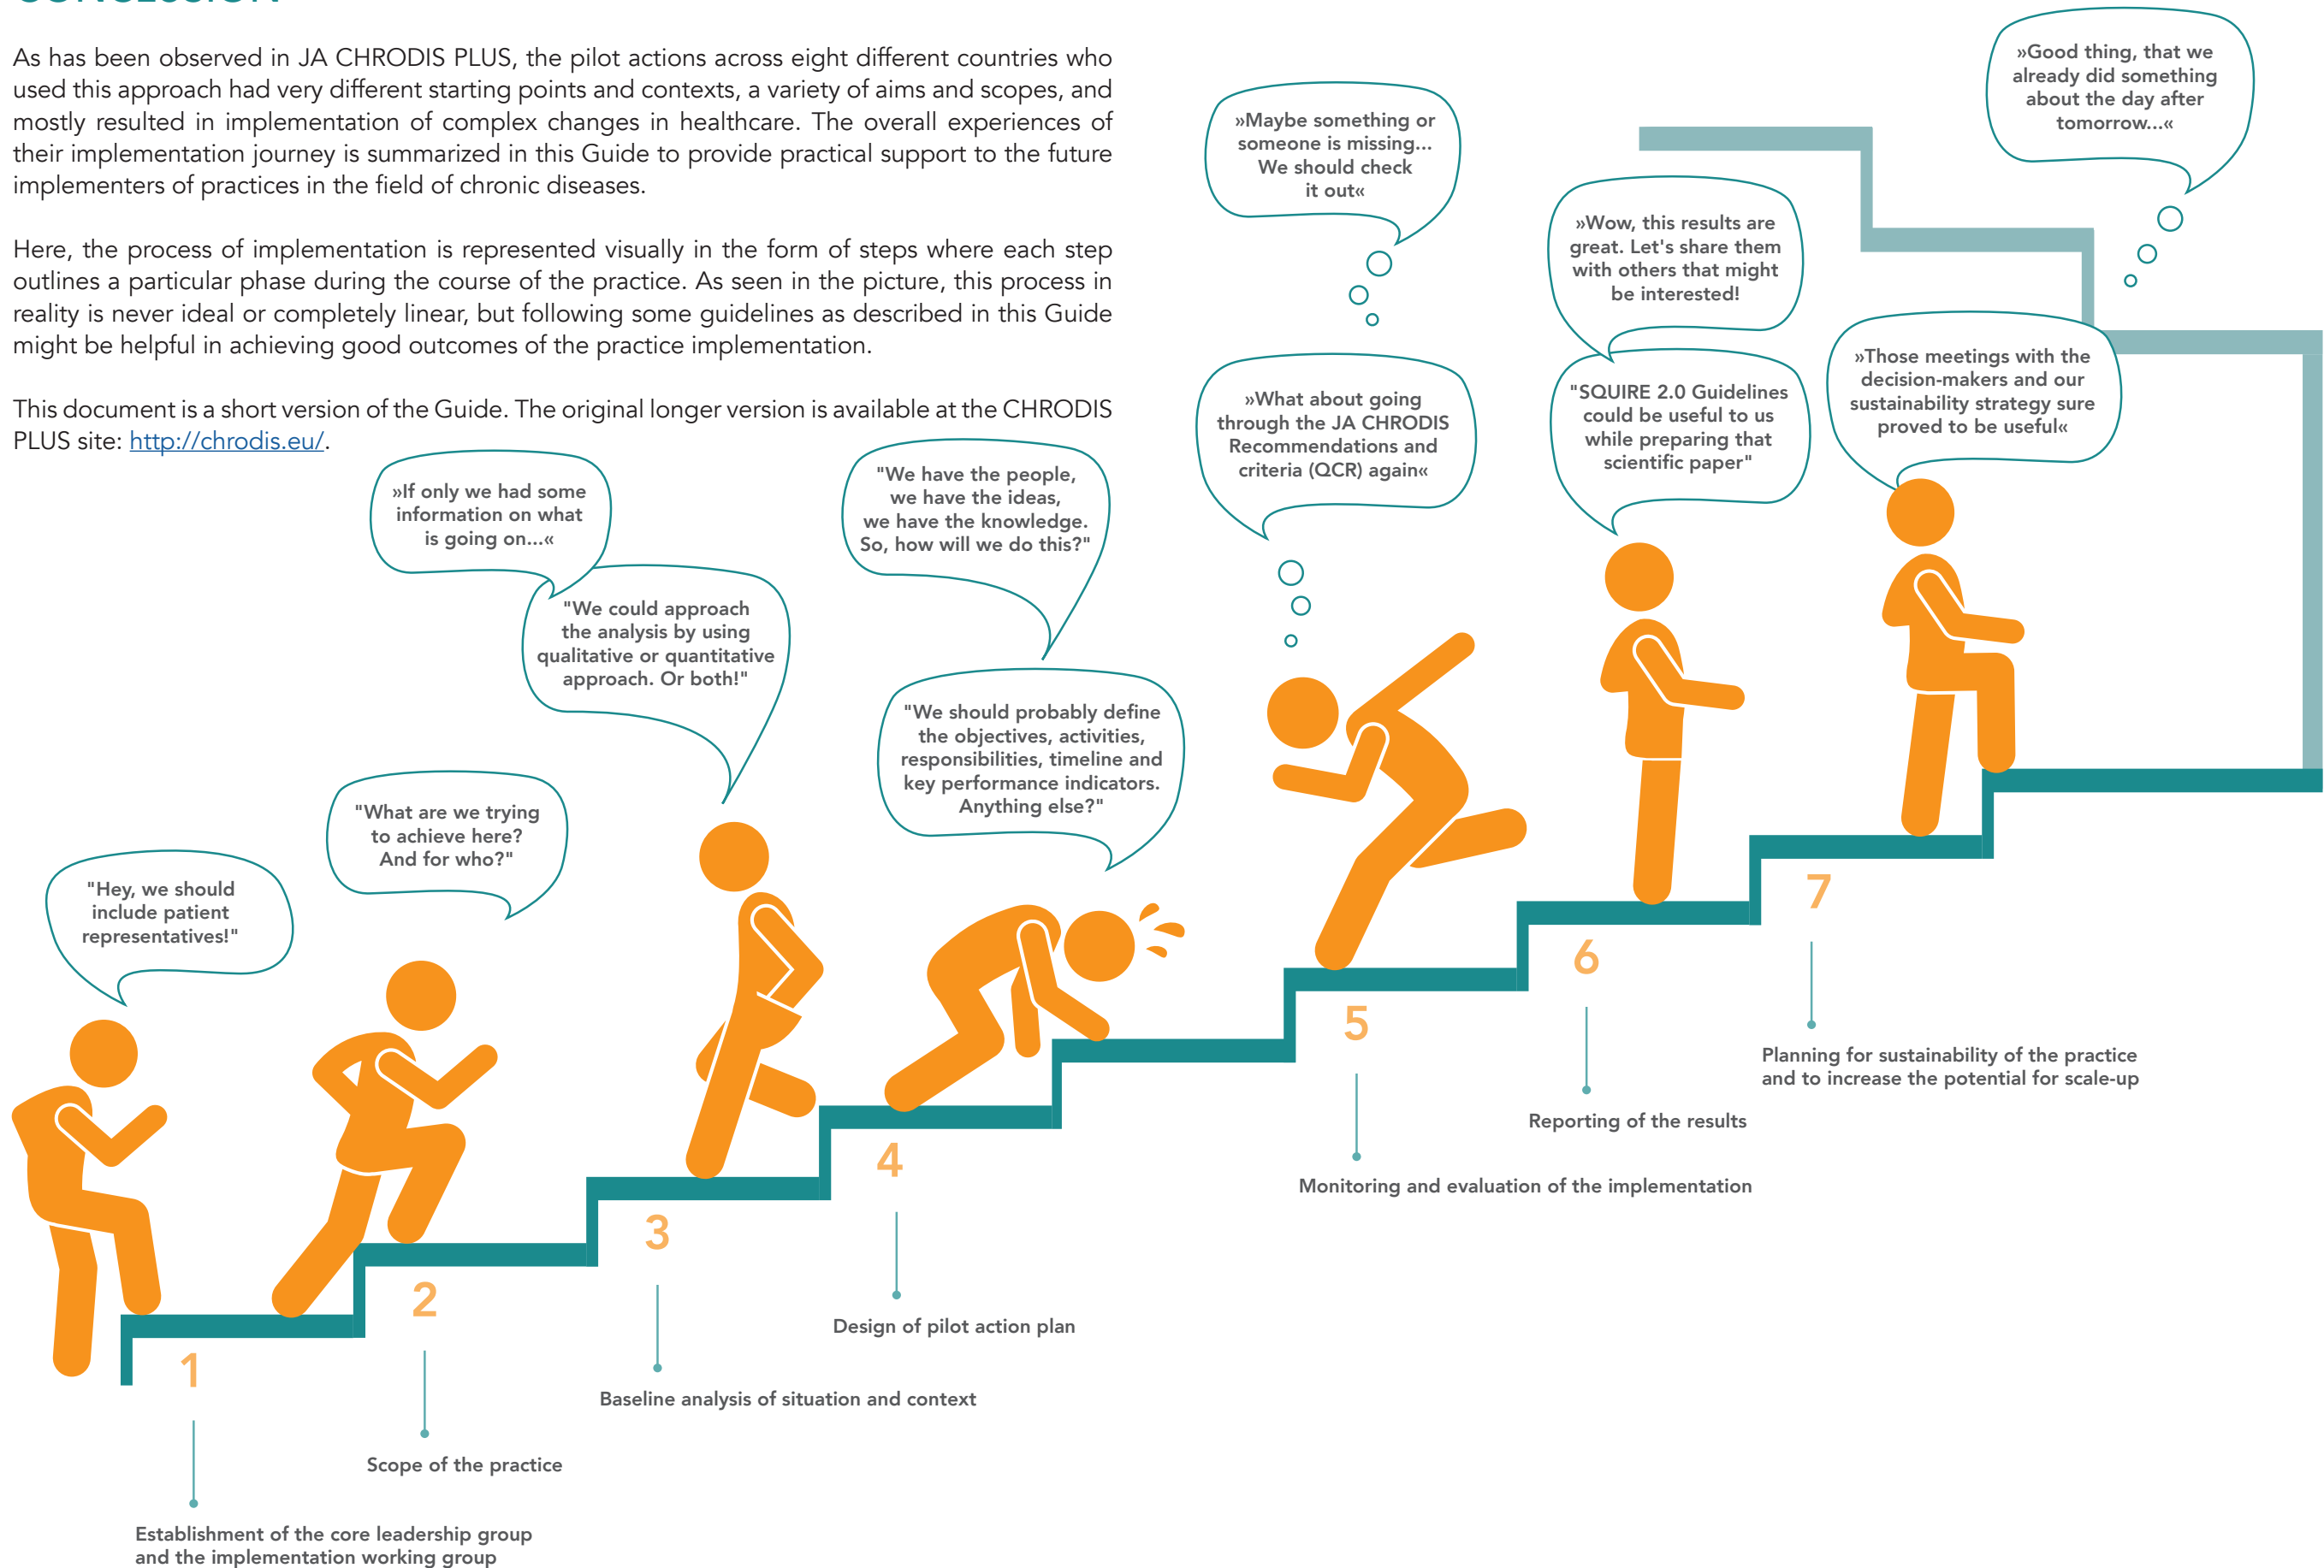 CONCLUSION
As has been observed in JA CHRODIS PLUS, the pilot actions across eight different countries who
used this approach had very different starting points and contexts, a variety of aims and scopes, and
mostly resulted in implementation of complex changes in healthcare. The overall experiences of
their implementation journey is summarized in this Guide to provide practical support to the future
implementers of practices in the field of chronic diseases.
Here, the process of implementation is represented visually in the form of steps where each step
outlines a particular phase during the course of the practice. As seen in the picture, this process in
reality is never ideal or completely linear, but following some guidelines as described in this Guide
might be helpful in achieving good outcomes of the practice implementation.
This document is a short version of the Guide. The original longer version is available at the CHRODIS
PLUS site: http://chrodis.eu/.
"Hey, we should
include patient
representatives!"
"What are we trying
to achieve here?
And for who?"
»If only we had some
information on what
is going on...«
"We could approach
the analysis by using
qualitative or quantitative
approach. Or both!"
"We have the people,
we have the ideas,
we have the knowledge.
So, how will we do this?"
"We should probably define
the objectives, activities,
responsibilities, timeline and
key performance indicators.
Anything else?"
»Maybe something or
someone is missing...
We should check
it out«
»What about going
through the JA CHRODIS
Recommendations and
criteria (QCR) again«
»Wow, this results are
great. Let's share them
with others that might
be interested!
"SQUIRE 2.0 Guidelines
could be useful to us
while preparing that
scientific paper"
»Those meetings with the
decision-makers and our
sustainability strategy sure
proved to be useful«
»Good thing, that we
already did something
about the day after
tomorrow...«
1
Establishment of the core leadership group
and the implementation working group
2
Scope of the practice
3
Baseline analysis of situation and context
4
Design of pilot action plan
5
Monitoring and evaluation of the implementation
6
Reporting of the results
7
Planning for sustainability of the practice
and to increase the potential for scale-up